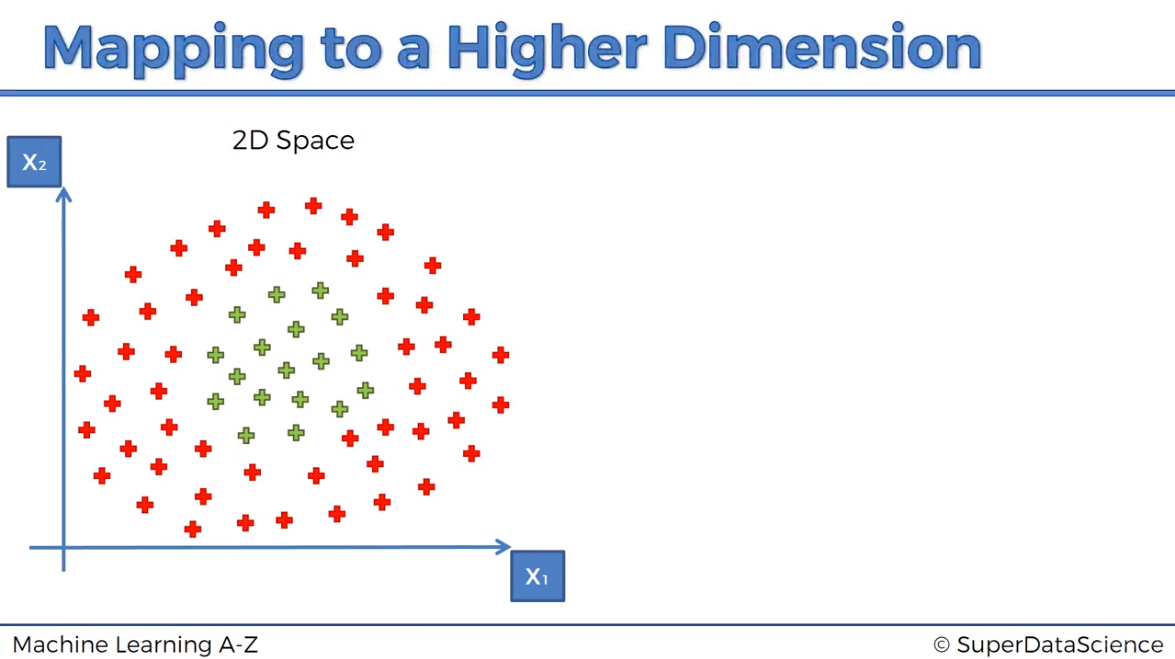 Mapping to a Higher Dimension
2D Space
X₂
X₁
Machine Learning A-Z
© SuperDataScience